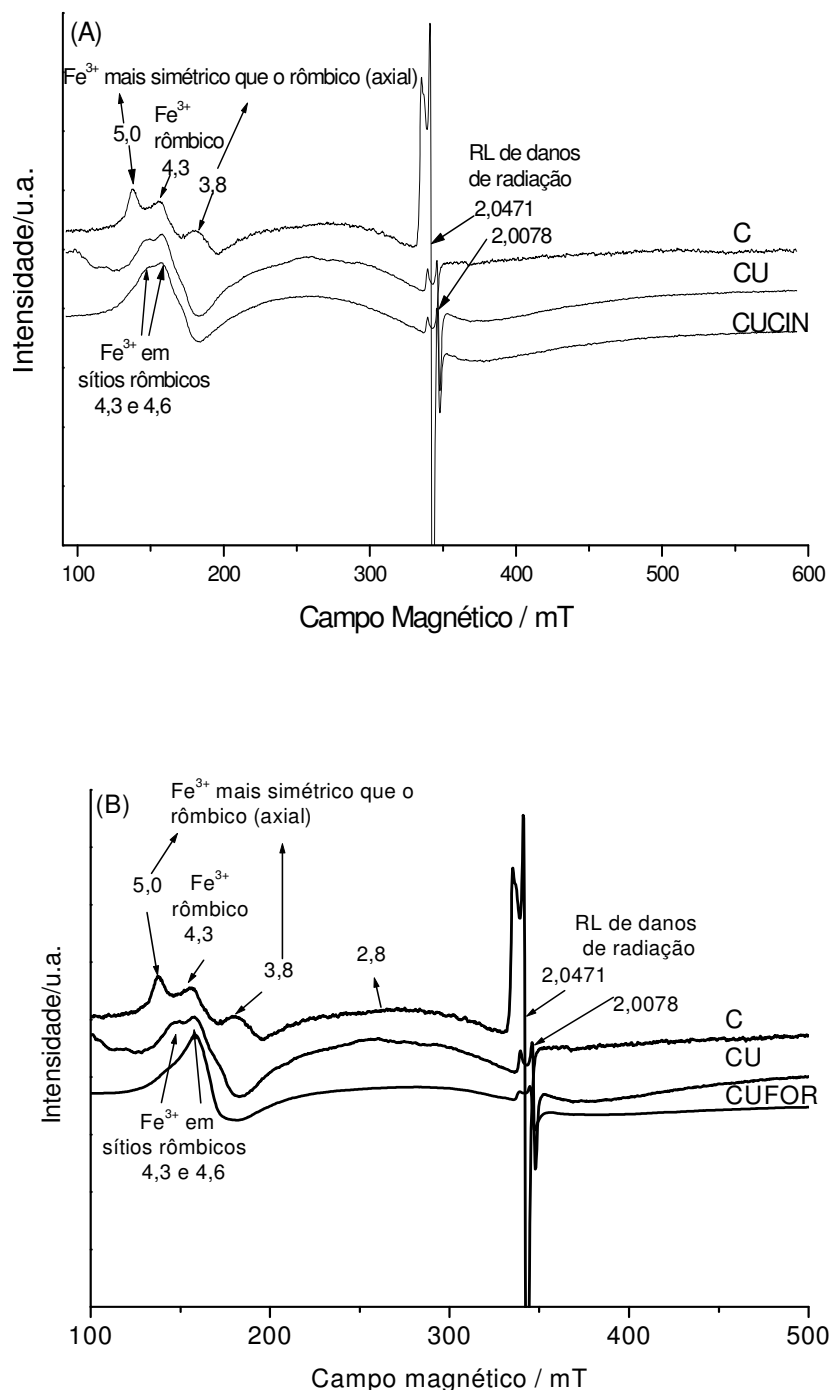 (A)
Fe³⁺ mais simétrico que o rômbico (axial)
5,0
Fe³⁺
rômbico
4,3
3,8
RL de danos
de radiação
2,0471
2,0078
C
CU
CUCIN
Fe³⁺ em
sítios rômbicos
4,3 e 4,6
Intensidade/u.a.
100 200 300 400 500 600
Campo Magnético / mT
(B)
Fe³⁺ mais simétrico que o
rômbico (axial)
5,0
Fe³⁺
rômbico
4,3
3,8
2,8
RL de danos
de radiação
2,0471
2,0078
C
CU
CUFOR
Fe³⁺ em
sítios rômbicos
4,3 e 4,6
Intensidade/u.a.
100 200 300 400 500
Campo magnético / mT